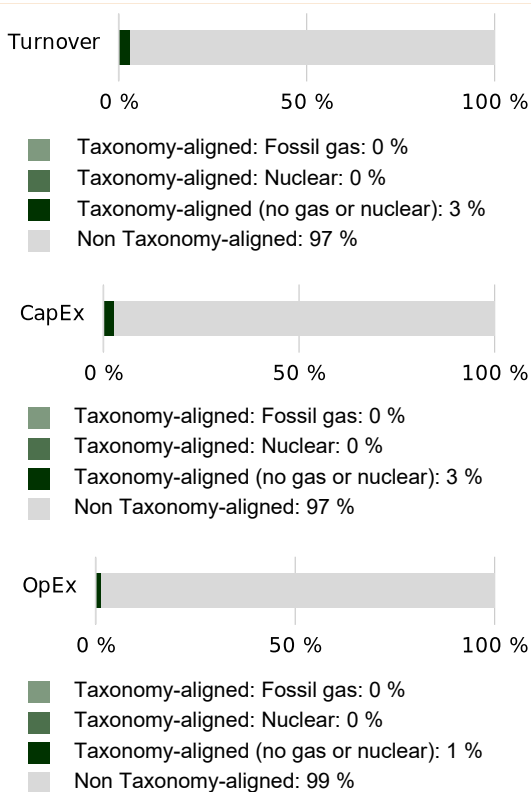 Turnover
0 % 50 % 100 %
Taxonomy-aligned: Fossil gas: 0 %
Taxonomy-aligned: Nuclear: 0 %
Taxonomy-aligned (no gas or nuclear): 3 %
Non Taxonomy-aligned: 97 %
CapEx
0 % 50 % 100 %
Taxonomy-aligned: Fossil gas: 0 %
Taxonomy-aligned: Nuclear: 0 %
Taxonomy-aligned (no gas or nuclear): 3 %
Non Taxonomy-aligned: 97 %
OpEx
0 % 50 % 100 %
Taxonomy-aligned: Fossil gas: 0 %
Taxonomy-aligned: Nuclear: 0 %
Taxonomy-aligned (no gas or nuclear): 1 %
Non Taxonomy-aligned: 99 %